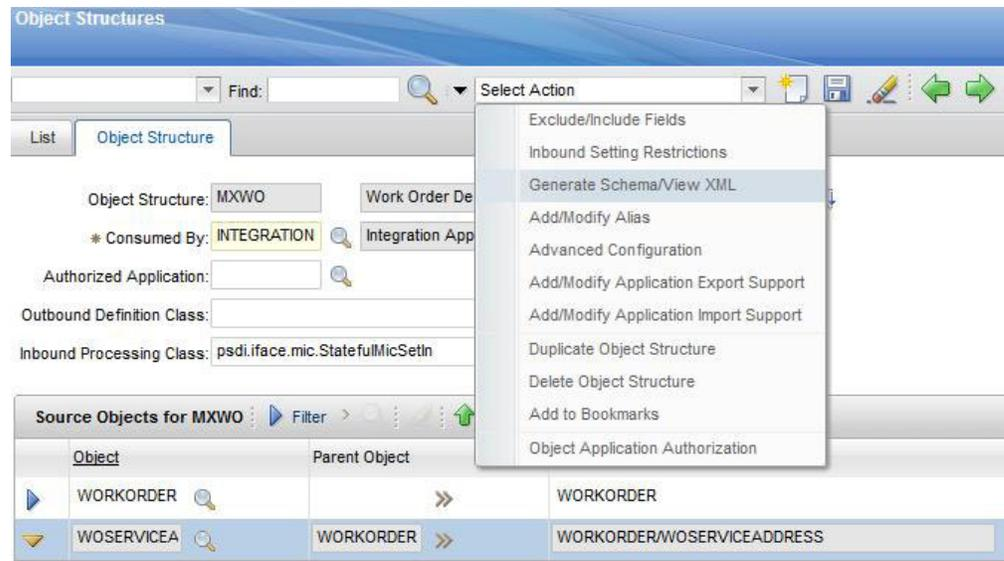 Object Structures
Find:
Select Action
List
Object Structure
Exclude/Include Fields
Inbound Setting Restrictions
Generate Schema/View XML
Add/Modify Alias
Advanced Configuration
Add/Modify Application Export Support
Add/Modify Application Import Support
Duplicate Object Structure
Delete Object Structure
Add to Bookmarks
Object Application Authorization
Object Structure: MXWO Work Order De
* Consumed By: INTEGRATION Integration App
Authorized Application:
Outbound Definition Class:
Inbound Processing Class: psdi.iface.mic.StatefulMicSetIn
Source Objects for MXWO Filter
Object Parent Object
WORKORDER WORKORDER
WOSERVICEA WORKORDER WORKORDER/WOSERVICEADDRESS